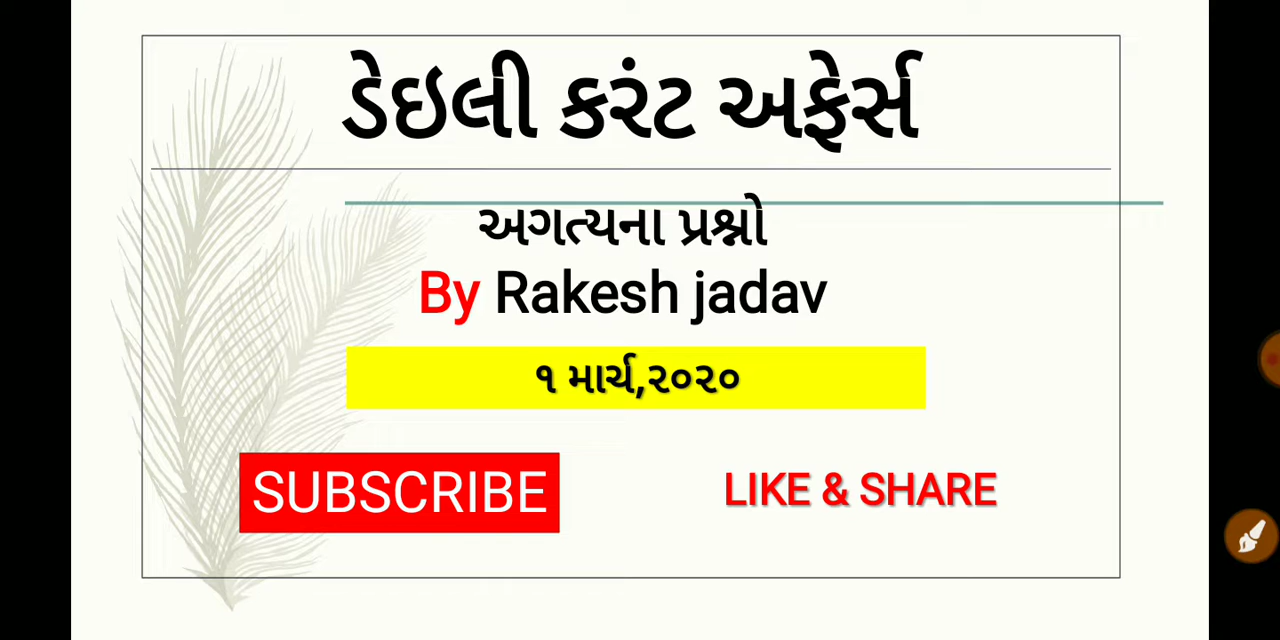 ડેઇલી કરંટ અફેર્સ
અગત્યના પ્રશ્નો
By Rakesh jadav
૧ માર્ચ,૨૦૨૦
SUBSCRIBE
LIKE & SHARE